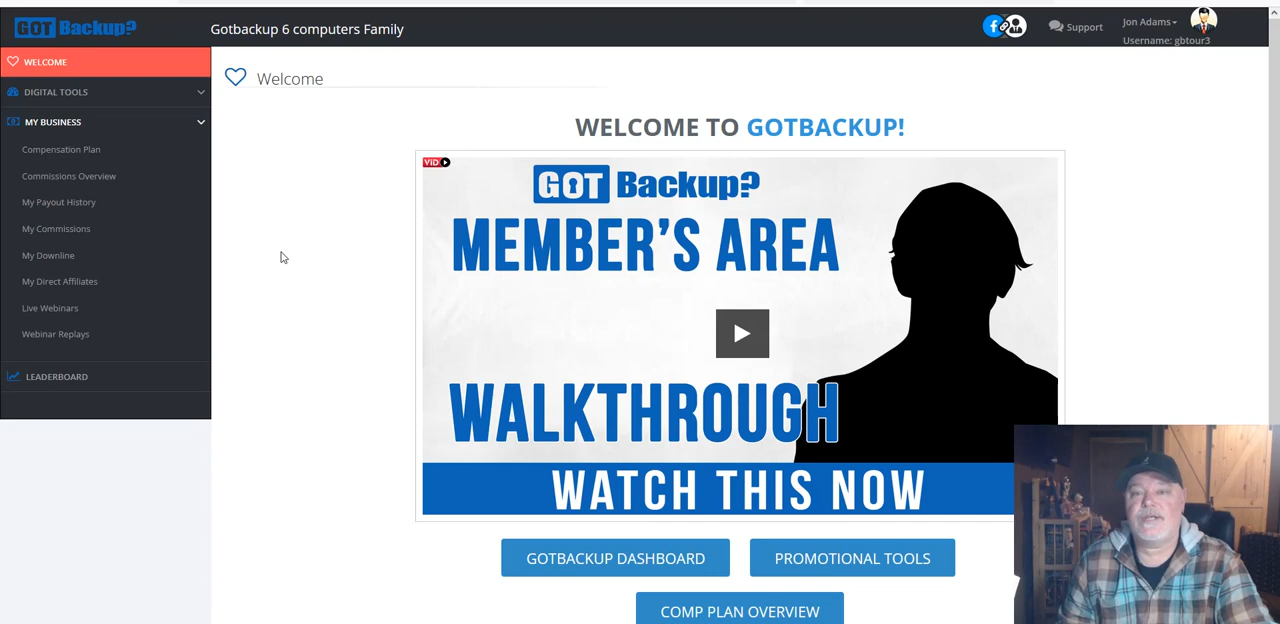 GOT Backup?
Gotbackup 6 computers Family
Support
Jon Adams
Username: gbtour3
WELCOME
DIGITAL TOOLS
MY BUSINESS
Compensation Plan
Commissions Overview
My Payout History
My Commissions
My Downline
My Direct Affiliates
Live Webinars
Webinar Replays
LEADERBOARD
Welcome
WELCOME TO GOTBACKUP!
VID
GOT Backup?
MEMBER'S AREA
WALKTHROUGH
WATCH THIS NOW
GOTBACKUP DASHBOARD
PROMOTIONAL TOOLS
COMP PLAN OVERVIEW